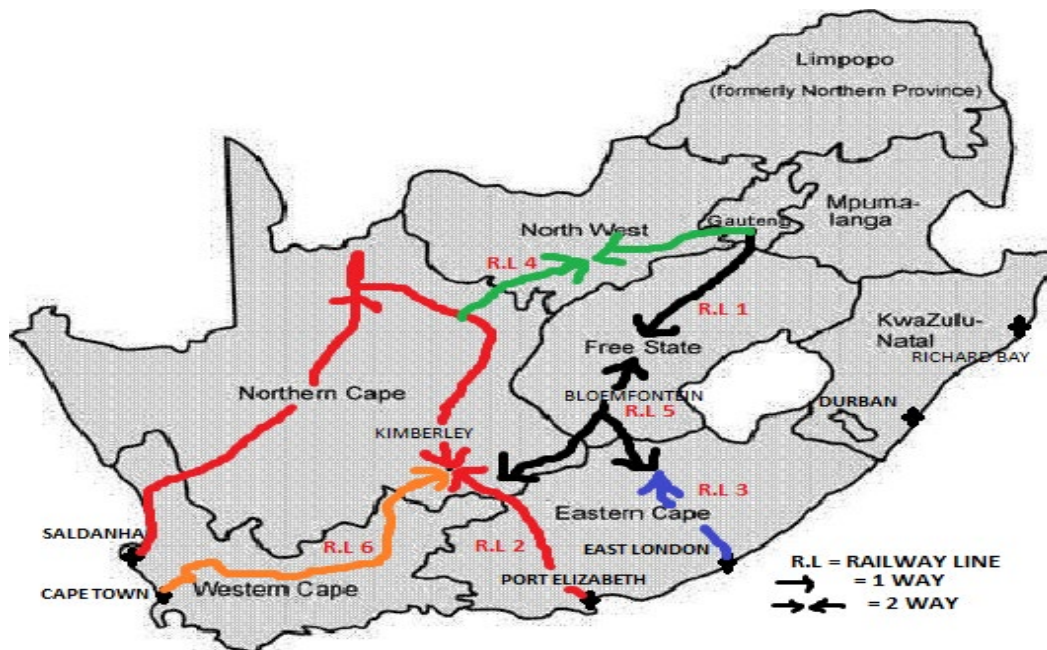 Limpopo
(formerly Northern Province)
Mpuma-
langa
Gauteng
North West
R.L 4
R.L 1
KwaZullu-
Natal
RICHARD BAY
Free State
Northern Cape
BLOEMFONTEIN
R.L 5
DURBAN
KIMBERLEY
R.L 3
Eastern Cape
SALDANHA
R.L 6
R.L 2
EAST LONDON
CAPE TOWN
Western Cape
PORT ELIZABETH
R.L = RAILWAY LINE
= 1 WAY
= 2 WAY